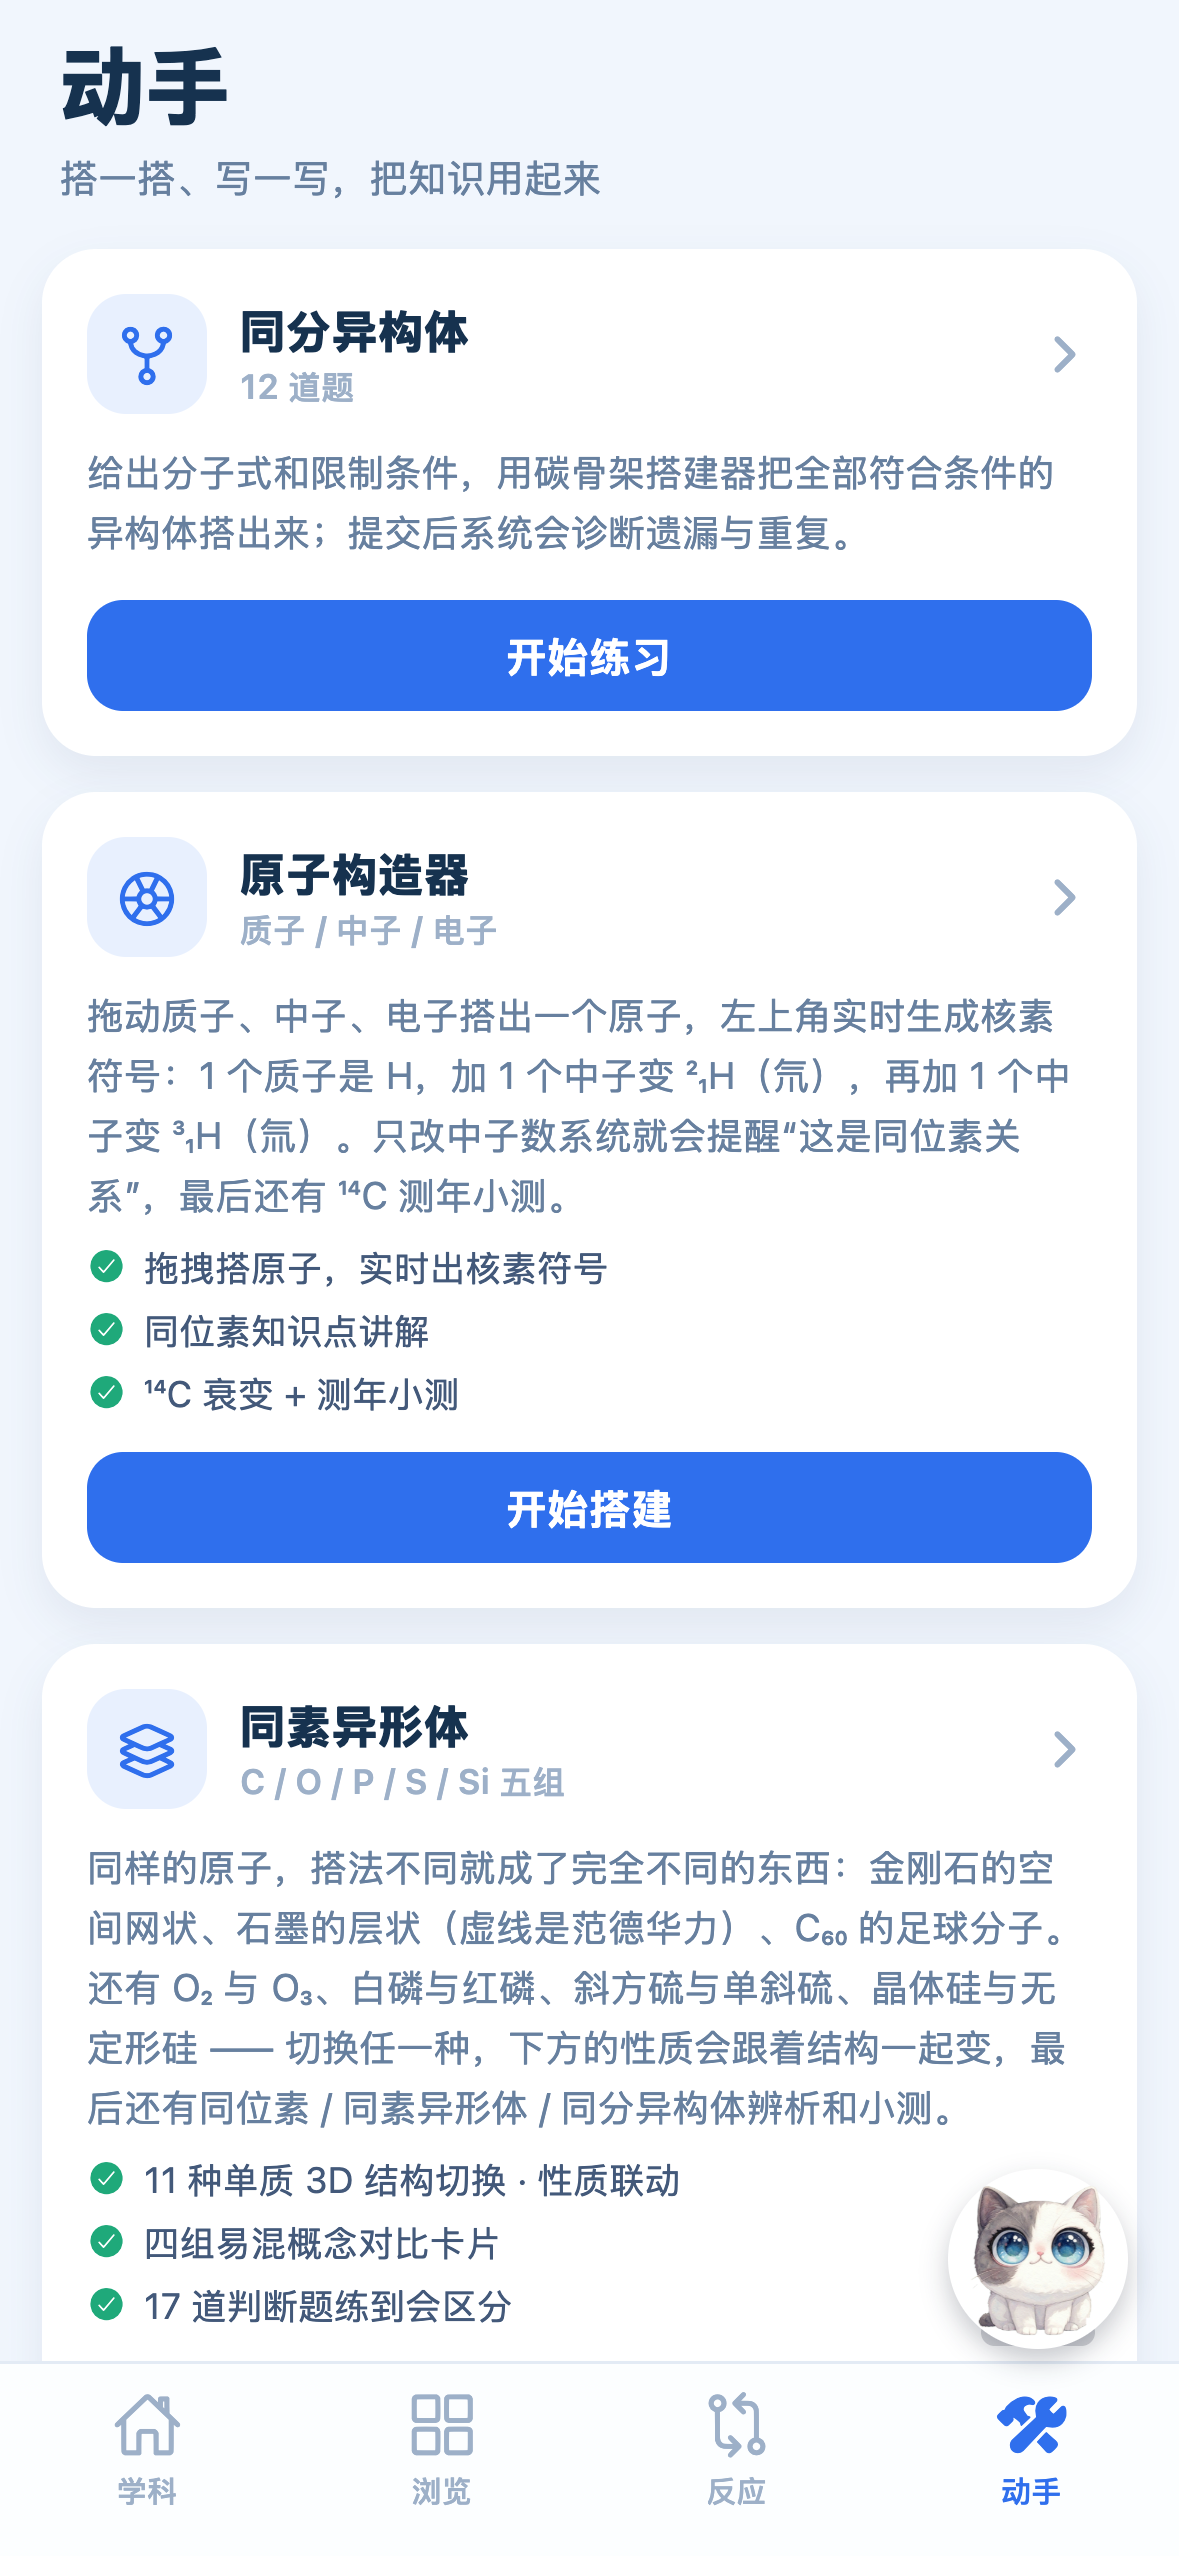 动手
搭一搭、写一写，把知识用起来
同分异构体
12 道题
给出分子式和限制条件，用碳骨架搭建器把全部符合条件的
异构体搭出来；提交后系统会诊断遗漏与重复。
开始练习
原子构造器
质子 / 中子 / 电子
拖动质子、中子、电子搭出一个原子，左上角实时生成核素
符号：1 个质子是 H，加 1 个中子变 ²₁H（氘），再加 1 个中
子变 ³₁H（氚）。只改中子数系统就会提醒“这是同位素关
系”，最后还有 ¹⁴C 测年小测。
拖拽搭原子，实时出核素符号
同位素知识点讲解
¹⁴C 衰变 + 测年小测
开始搭建
同素异形体
C / O / P / S / Si 五组
同样的原子，搭法不同就成了完全不同的东西：金刚石的空
间网状、石墨的层状（虚线是范德华力）、C₆₀ 的足球分子。
还有 O₂ 与 O₃、白磷与红磷、斜方硫与单斜硫、晶体硅与无
定形硅 —— 切换任一种，下方的性质会跟着结构一起变，最
后还有同位素 / 同素异形体 / 同分异构体辨析和小测。
11 种单质 3D 结构切换 · 性质联动
四组易混概念对比卡片
17 道判断题练到会区分
学科
浏览
反应
动手